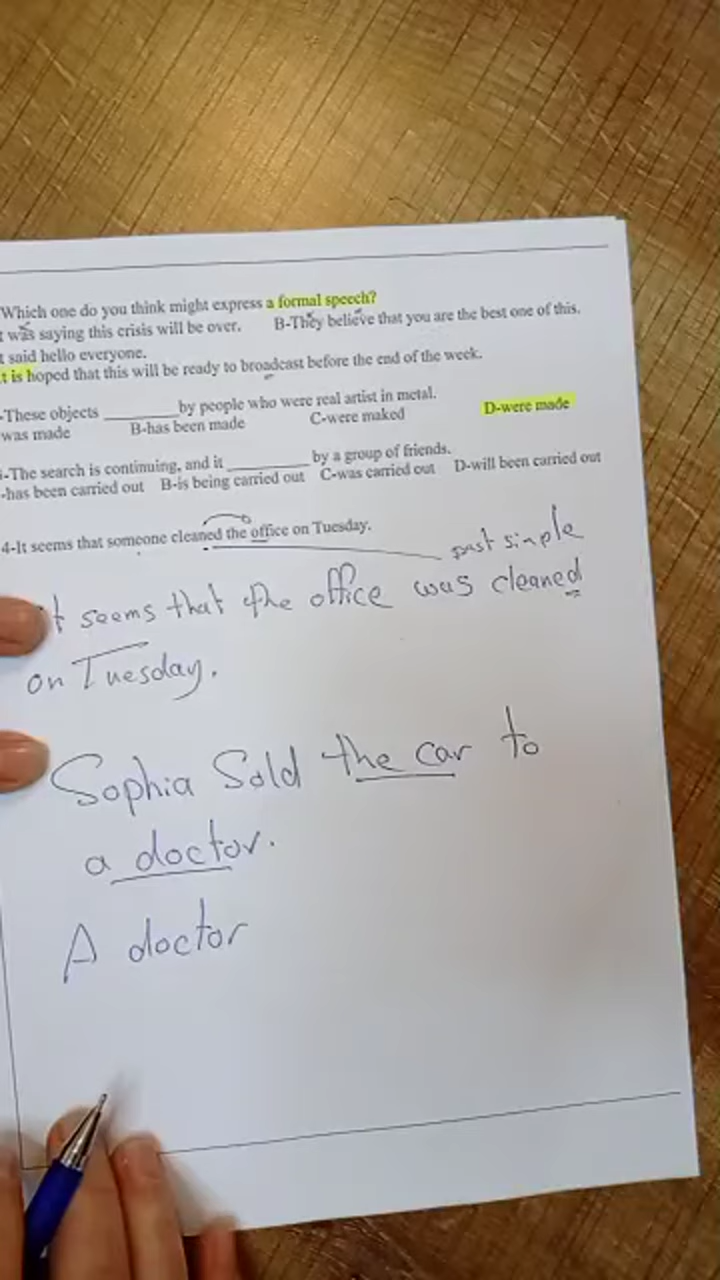 Which one do you think might express a formal speech?
t was saying this crisis will be over. B-They believe that you are the best one of this.
t said hello everyone.
t is hoped that this will be ready to broadcast before the end of the week.
-These objects ________ by people who were real artist in metal.
was made B-has been made C-were maked D-were made
-The search is continuing, and it ________ by a group of friends.
-has been carried out B-is being carried out C-was carried out D-will been carried out
4-It seems that someone cleaned the office on Tuesday.
past simple
t seems that the office was cleaned
on Tuesday.
Sophia Sold the car to
a doctor.
A doctor